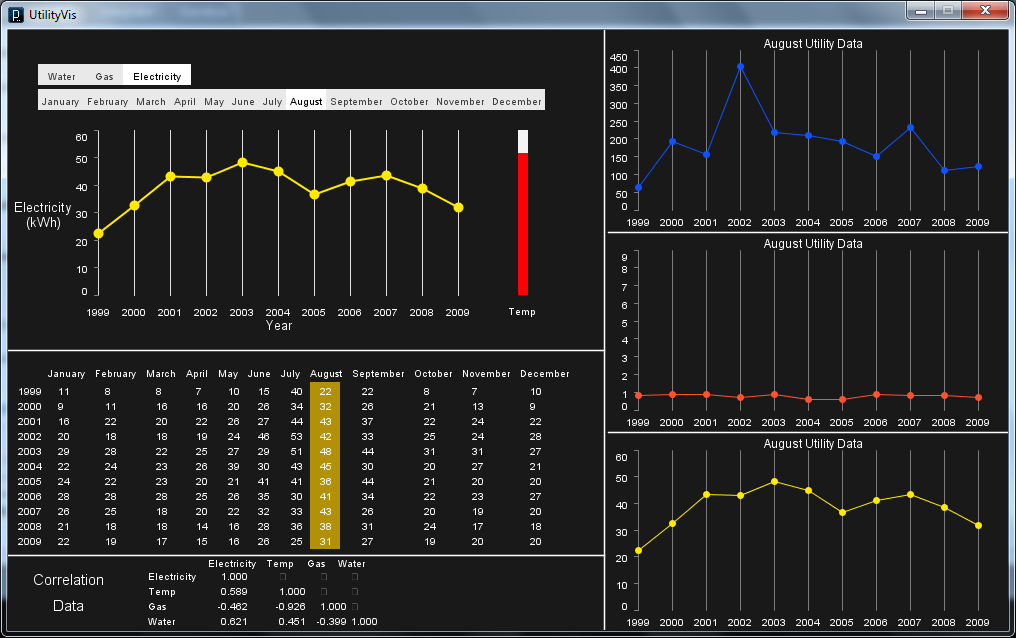 UtilityVis
Water Gas Electricity
January February March April May June July August September October November December
60
50
40
30
20
10
0
Electricity
(kWh)
1999 2000 2001 2002 2003 2004 2005 2006 2007 2008 2009
Year
Temp
January February March April May June July August September October November December
1999 11 8 8 7 10 15 40 22 22 8 7 10
2000 9 11 16 16 20 26 34 32 26 21 13 9
2001 16 22 20 22 26 27 44 43 37 22 24 22
2002 20 18 18 19 24 46 53 42 33 25 24 28
2003 29 28 22 25 27 29 51 48 44 31 31 27
2004 22 24 23 26 39 30 43 45 30 20 27 21
2005 24 22 23 20 21 41 41 36 44 21 20 20
2006 28 28 28 25 26 35 30 41 34 22 23 27
2007 26 25 18 20 22 32 33 43 26 20 19 20
2008 21 18 18 14 16 28 36 38 31 24 17 18
2009 22 19 17 15 16 26 25 31 27 19 20 20
Correlation
Data
Electricity Temp Gas Water
Electricity 1.000
Temp 0.589 1.000
Gas -0.462 -0.926 1.000
Water 0.621 0.451 -0.399 1.000
August Utility Data
450
400
350
300
250
200
150
100
50
0
1999 2000 2001 2002 2003 2004 2005 2006 2007 2008 2009
August Utility Data
9
8
7
6
5
4
3
2
1
0
1999 2000 2001 2002 2003 2004 2005 2006 2007 2008 2009
August Utility Data
60
50
40
30
20
10
0
1999 2000 2001 2002 2003 2004 2005 2006 2007 2008 2009